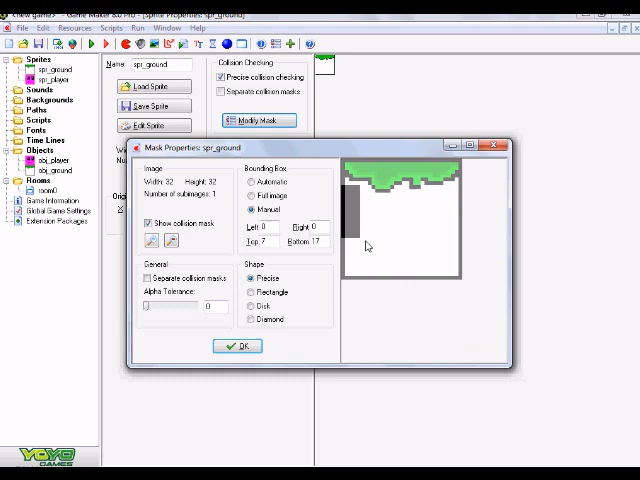 <new game> - Game Maker 8.0 Pro - [Sprite Properties: spr_ground]
File Edit Resources Scripts Run Window Help
Sprites
spr_ground
spr_player
Sounds
Backgrounds
Paths
Scripts
Fonts
Time Lines
Objects
obj_player
obj_ground
Rooms
room0
Game Information
Global Game Settings
Extension Packages
YOYO
GAMES
Name: spr_ground
Load Sprite
Save Sprite
Edit Sprite
Collision Checking
Precise collision checking
Separate collision masks
Modify Mask
Mask Properties: spr_ground
Image
Width: 32 Height: 32
Number of subimages: 1
Show collision mask
General
Separate collision masks
Alpha Tolerance:
0
Bounding Box
Automatic
Full image
Manual
Left 0 Right 0
Top 7 Bottom 17
Shape
Precise
Rectangle
Disk
Diamond
OK